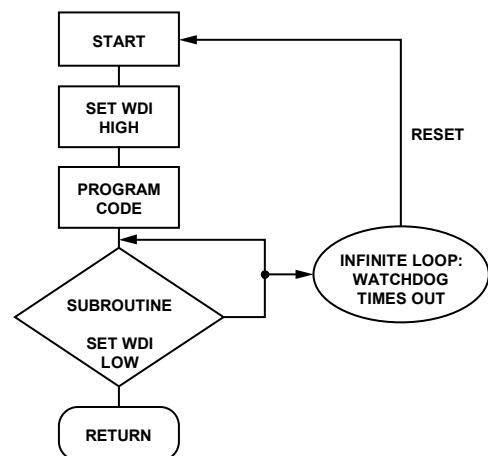 START
SET WDI
HIGH
RESET
PROGRAM
CODE
INFINITE LOOP:
WATCHDOG
TIMES OUT
SUBROUTINE
SET WDI
LOW
RETURN